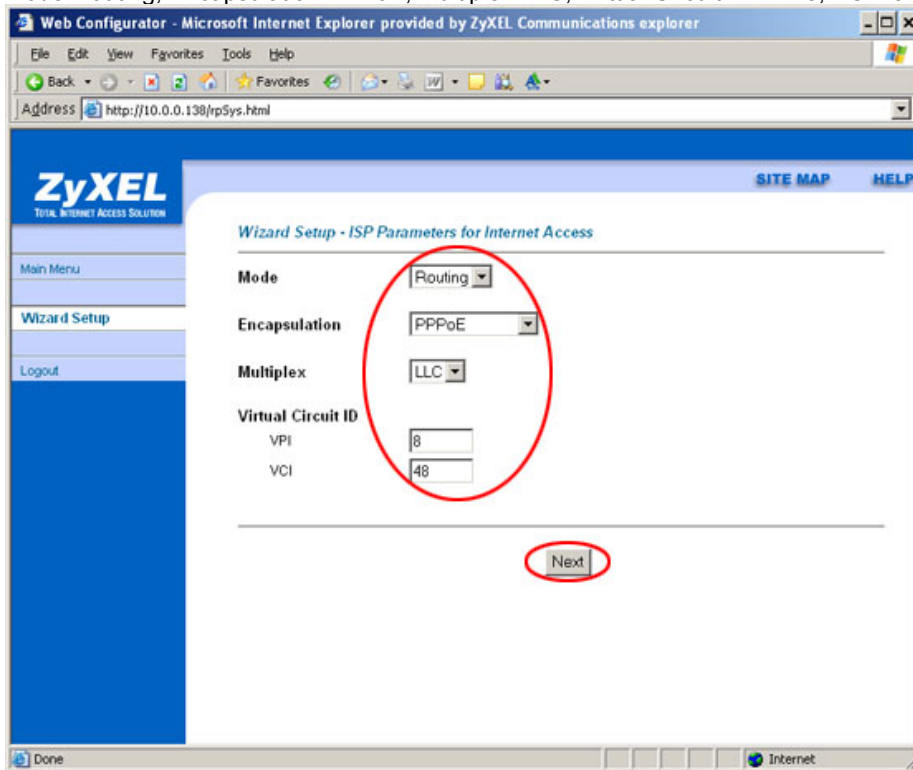 Web Configurator - Microsoft Internet Explorer provided by ZyXEL Communications explorer
File Edit View Favorites Tools Help
Back Favorites
Address http://10.0.0.138/rpSys.html
ZyXEL
TOTAL INTERNET ACCESS SOLUTION
SITE MAP HELP
Wizard Setup - ISP Parameters for Internet Access
Main Menu
Wizard Setup
Logout
Mode Routing
Encapsulation PPPoE
Multiplex LLC
Virtual Circuit ID
VPI 8
VCI 48
Next
Done Internet